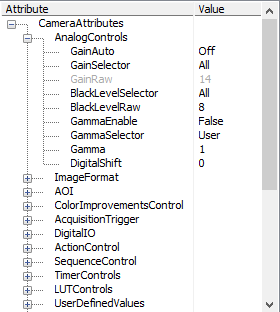 Attribute Value
CameraAttributes
AnalogControls
GainAuto Off
GainSelector All
GainRaw 14
BlackLevelSelector All
BlackLevelRaw 8
GammaEnable False
GammaSelector User
Gamma 1
DigitalShift 0
ImageFormat
AOI
ColorImprovementsControl
AcquisitionTrigger
DigitalIO
ActionControl
SequenceControl
TimerControls
LUTControls
UserDefinedValues